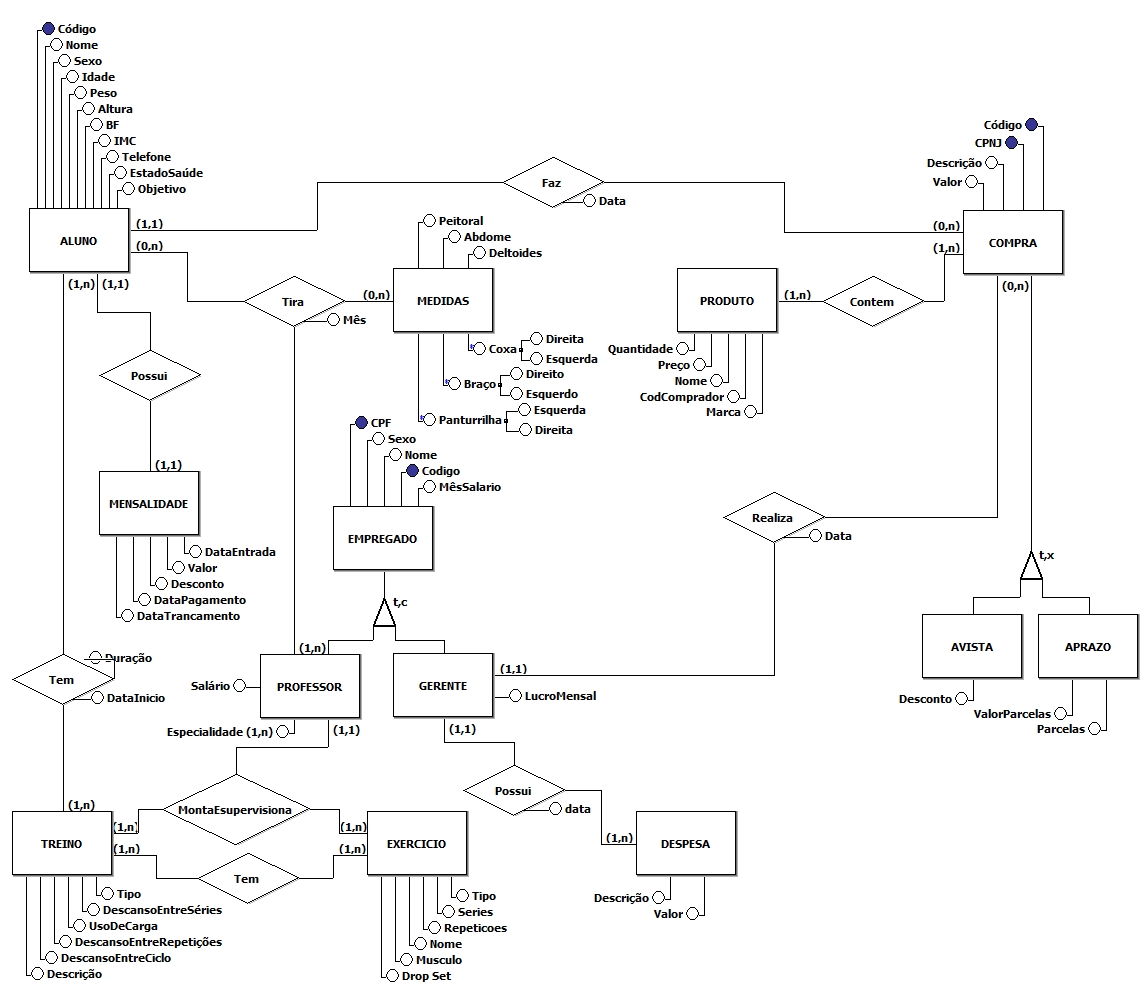 Código
Nome
Sexo
Idade
Peso
Altura
BF
IMC
Telefone
EstadoSaúde
Objetivo
ALUNO
(1,1)
(0,n)
(1,n)
(1,1)
Faz
Data
Código
CPNJ
Descrição
Valor
COMPRA
(0,n)
(1,n)
(0,n)
Peitoral
Abdome
Deltoides
MEDIDAS
(0,n)
Tira
Mês
Coxa
Direita
Esquerda
Braço
Direito
Esquerdo
Panturrilha
Esquerda
Direita
PRODUTO
(1,n)
Contem
Quantidade
Preço
Nome
CodComprador
Marca
Possui
(1,1)
MENSALIDADE
DataEntrada
Valor
Desconto
DataPagamento
DataTrancamento
CPF
Sexo
Nome
Codigo
MêsSalario
EMPREGADO
t,c
Realiza
Data
t,x
AVISTA
Desconto
APRAZO
ValorParcelas
Parcelas
Tem
Duração
DataInicio
(1,n)
PROFESSOR
Salário
Especialidade (1,n)
(1,1)
GERENTE
(1,1)
LucroMensal
(1,1)
Possui
data
(1,n)
DESPESA
Descrição
Valor
(1,n)
TREINO
(1,n)
(1,n)
MontaEsupervisiona
Tem
(1,n)
(1,n)
EXERCICIO
Tipo
DescansoEntreSéries
UsoDeCarga
DescansoEntreRepetições
DescansoEntreCiclo
Descrição
Tipo
Series
Repeticoes
Nome
Musculo
Drop Set